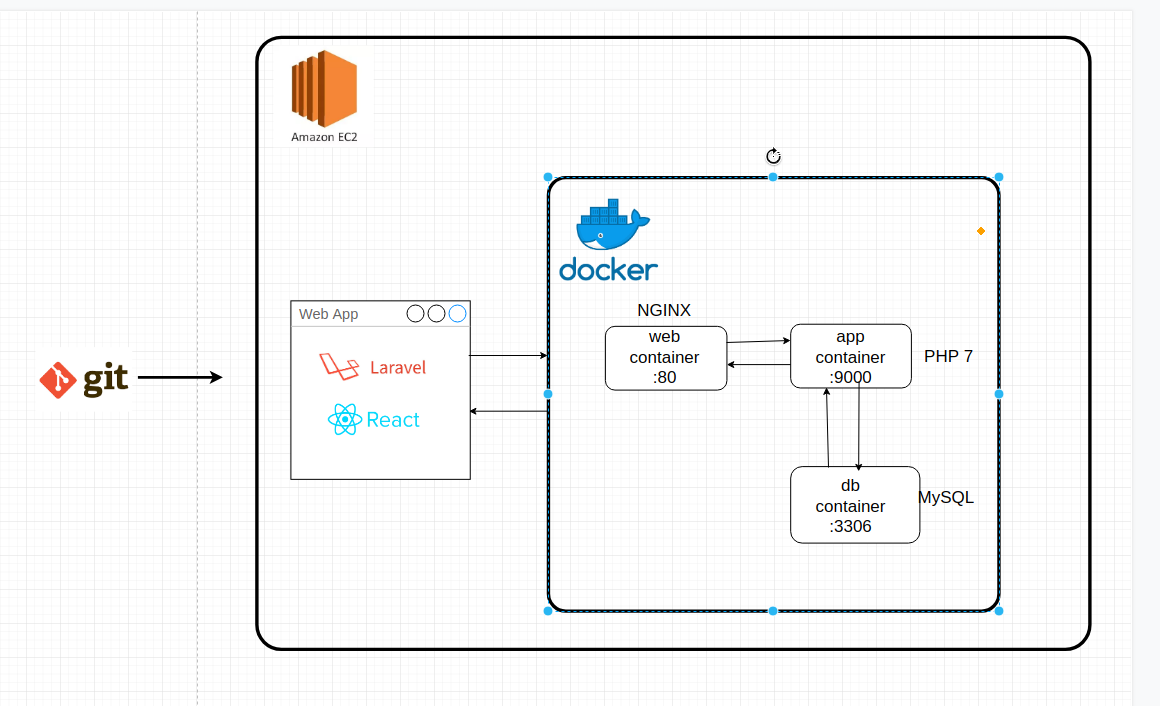 Amazon EC2
docker
Web App
Laravel
React
git
NGINX
web
container
:80
app
container
:9000
PHP 7
db
container
:3306
MySQL